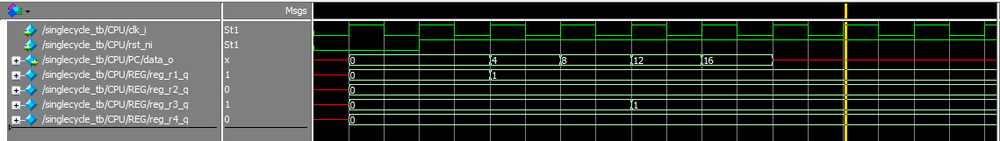 Msgs
/singlecycle_tb/CPU/clk_i St1
/singlecycle_tb/CPU/rst_ni St1
/singlecycle_tb/CPU/PC/data_o x 0 4 8 12 16
/singlecycle_tb/CPU/REG/reg_r1_q 1 0 1
/singlecycle_tb/CPU/REG/reg_r2_q 0 0
/singlecycle_tb/CPU/REG/reg_r3_q 1 0 1
/singlecycle_tb/CPU/REG/reg_r4_q 0 0